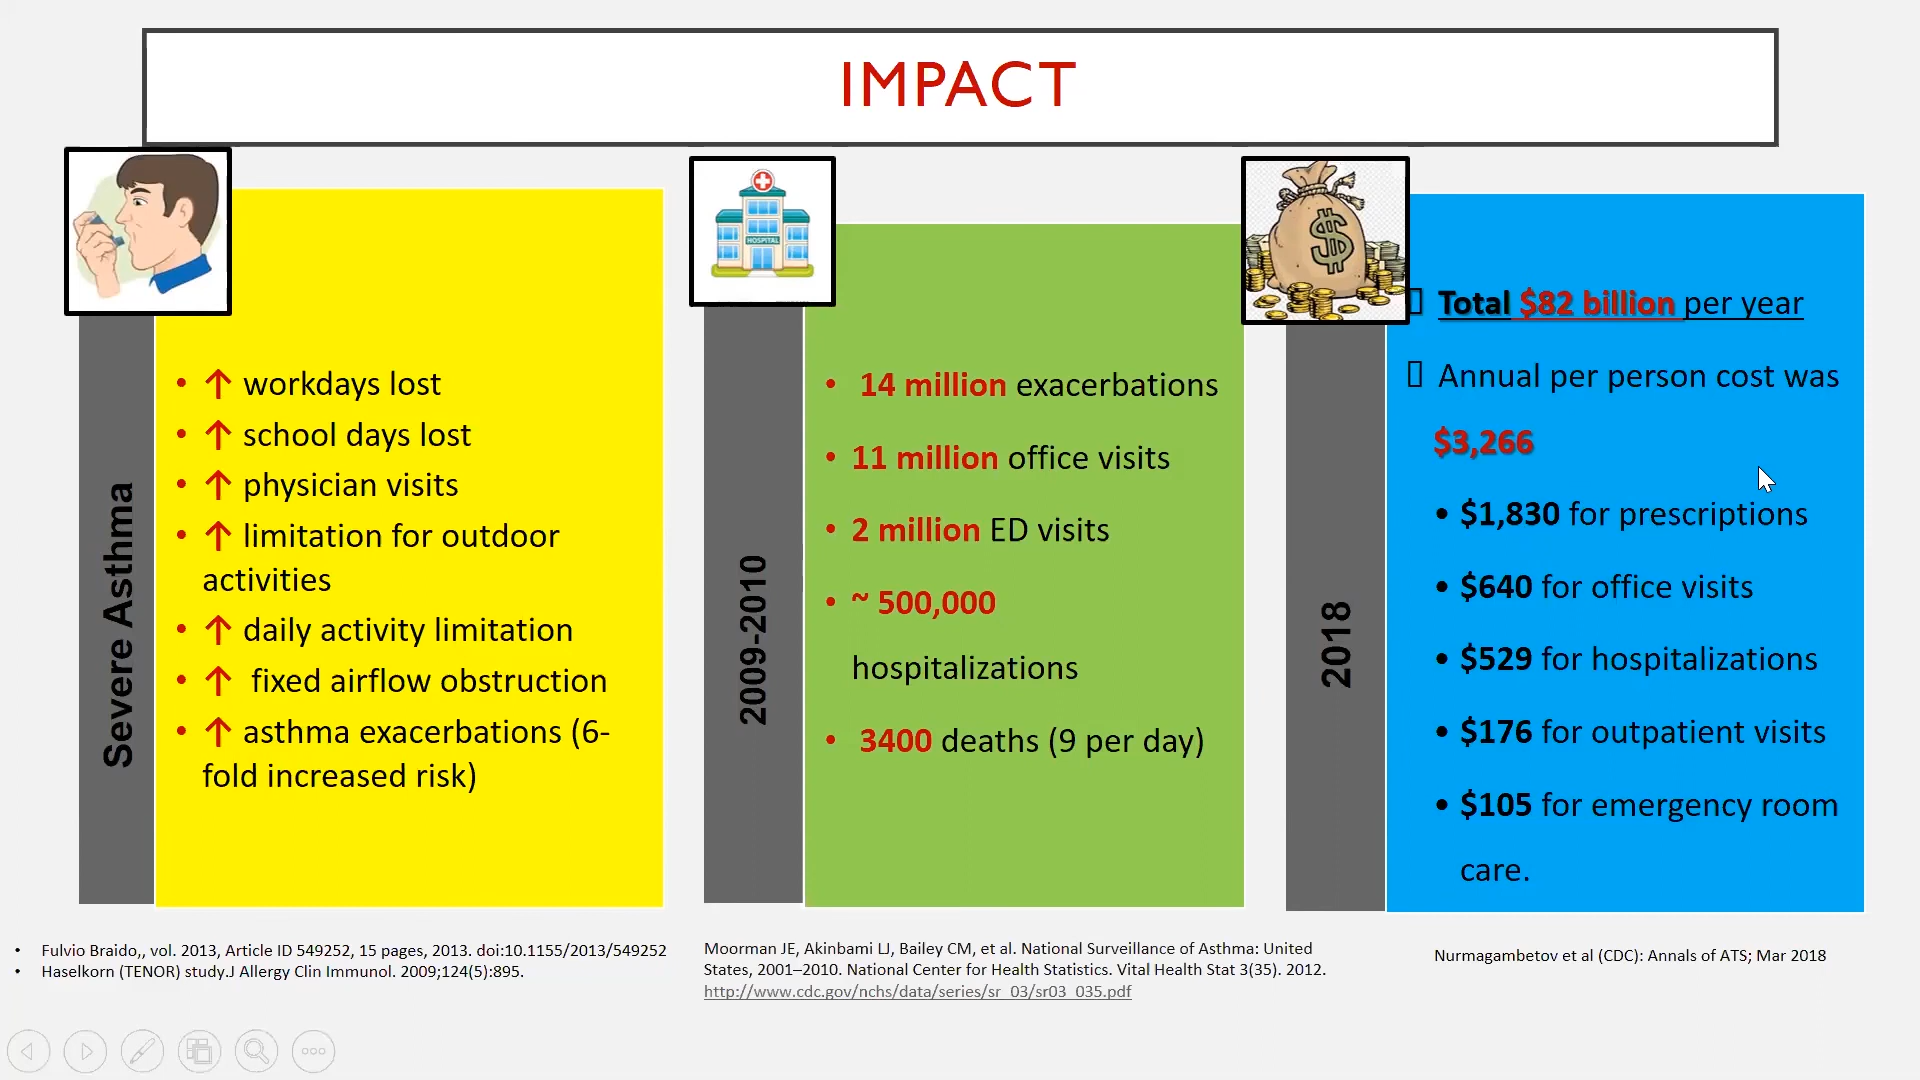 IMPACT
Severe Asthma
• ↑ workdays lost
• ↑ school days lost
• ↑ physician visits
• ↑ limitation for outdoor
activities
• ↑ daily activity limitation
• ↑ fixed airflow obstruction
• ↑ asthma exacerbations (6-
fold increased risk)
HOSPITAL
2009-2010
• 14 million exacerbations
• 11 million office visits
• 2 million ED visits
• ~ 500,000
hospitalizations
• 3400 deaths (9 per day)
$
2018
Total $82 billion per year
Annual per person cost was
$3,266
• $1,830 for prescriptions
• $640 for office visits
• $529 for hospitalizations
• $176 for outpatient visits
• $105 for emergency room
care.
• Fulvio Braido,, vol. 2013, Article ID 549252, 15 pages, 2013. doi:10.1155/2013/549252
• Haselkorn (TENOR) study.J Allergy Clin Immunol. 2009;124(5):895.
Moorman JE, Akinbami LJ, Bailey CM, et al. National Surveillance of Asthma: United
States, 2001–2010. National Center for Health Statistics. Vital Health Stat 3(35). 2012.
http://www.cdc.gov/nchs/data/series/sr_03/sr03_035.pdf
Nurmagambetov et al (CDC): Annals of ATS; Mar 2018